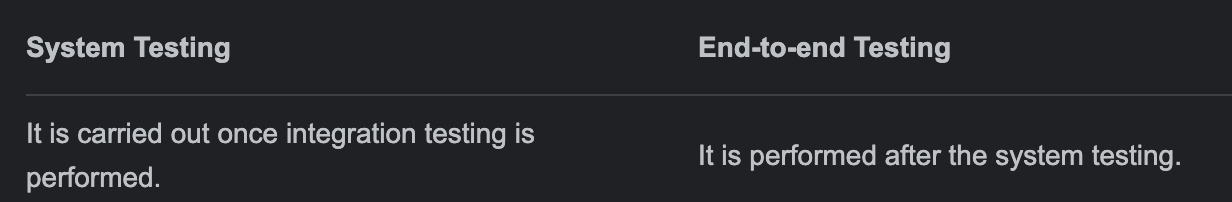 System Testing
End-to-end Testing
It is carried out once integration testing is
performed.
It is performed after the system testing.